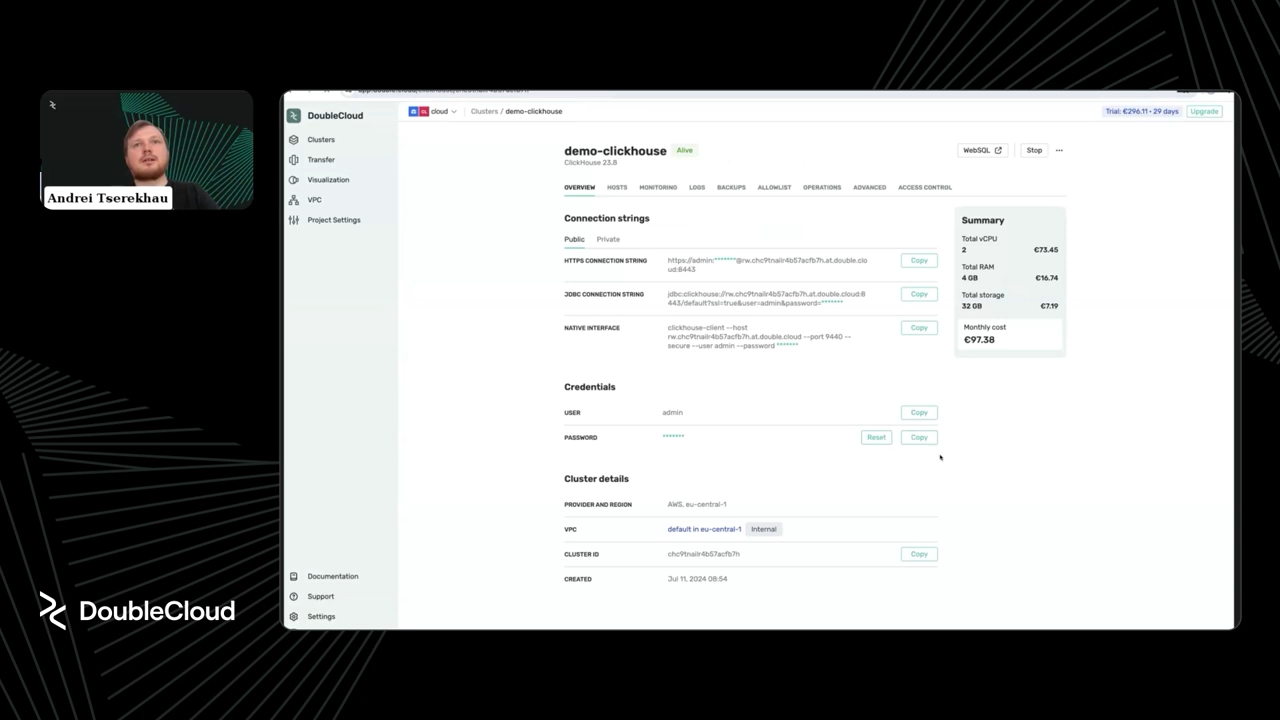 DoubleCloud
cloud
Clusters / demo-clickhouse
Trial: €296.11 • 29 days
Upgrade
Clusters
Transfer
Visualization
VPC
Project Settings
Andrei Tserekhau
demo-clickhouse
Alive
ClickHouse 23.8
WebSQL
Stop
OVERVIEW
HOSTS
MONITORING
LOGS
BACKUPS
ALLOWLIST
OPERATIONS
ADVANCED
ACCESS CONTROL
Connection strings
Public
Private
HTTPS CONNECTION STRING
https://admin:*******@rw.chc9tnailr4b57acfb7h.at.double.clo
ud:8443
Copy
JDBC CONNECTION STRING
jdbc:clickhouse://rw.chc9tnailr4b57acfb7h.at.double.cloud:8
443/default?ssl=true&user=admin&password=*******
Copy
NATIVE INTERFACE
clickhouse-client --host
rw.chc9tnailr4b57acfb7h.at.double.cloud --port 9440 --
secure --user admin --password *******
Copy
Summary
Total vCPU
2 €73.45
Total RAM
4 GB €16.74
Total storage
32 GB €7.19
Monthly cost
€97.38
Credentials
USER
admin
Copy
PASSWORD
*******
Reset
Copy
Cluster details
PROVIDER AND REGION
AWS, eu-central-1
VPC
default in eu-central-1
Internal
CLUSTER ID
chc9tnailr4b57acfb7h
Copy
CREATED
Jul 11, 2024 08:54
Documentation
Support
Settings
DoubleCloud